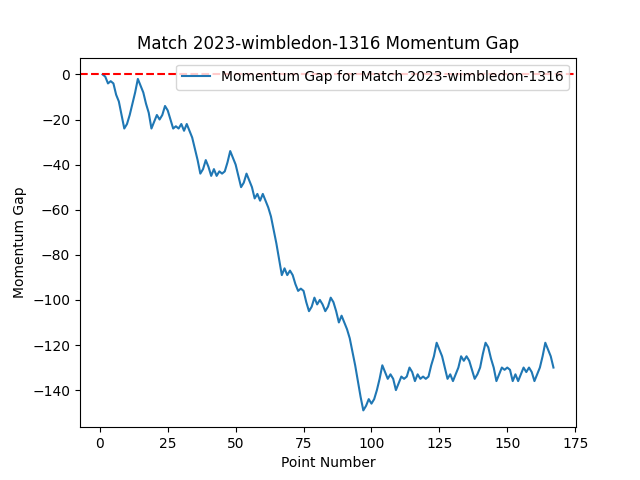 Match 2023-wimbledon-1316 Momentum Gap
Momentum Gap for Match 2023-wimbledon-1316
Momentum Gap
0
−20
−40
−60
−80
−100
−120
−140
0 25 50 75 100 125 150 175
Point Number